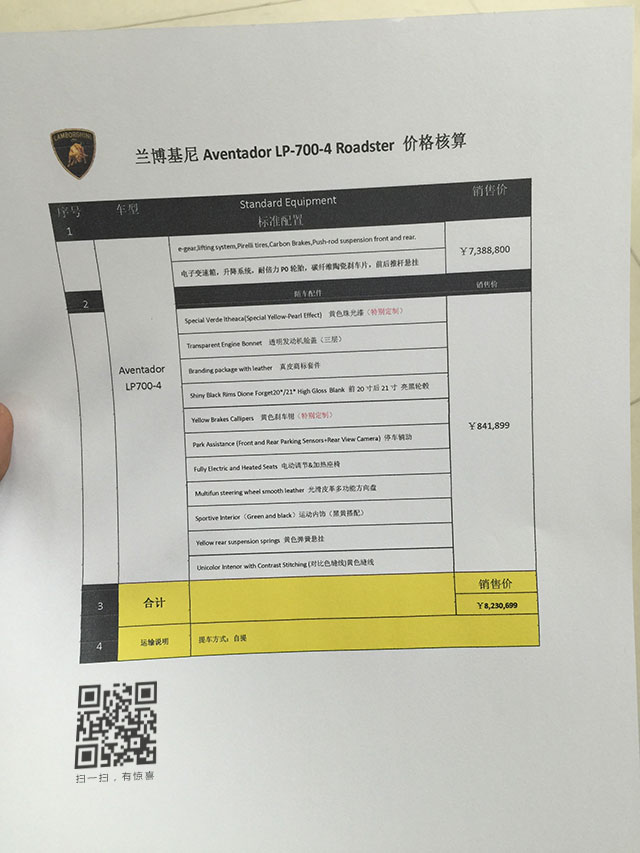 LAMBORGHINI
兰博基尼 Aventador LP-700-4 Roadster 价格核算
序号 车型 Standard Equipment 销售价
标准配置
1
e-gear,lifting system,Pirelli tires,Carbon Brakes,Push-rod suspension front and rear.
￥7,388,800
电子变速箱，升降系统，耐倍力 P0 轮胎，碳纤维陶瓷刹车片，前后推杆悬挂
2 随车配件 销售价
Special Verde Itheaca(Special Yellow-Pearl Effect) 黄色珠光漆（特别定制）
Transparent Engine Bonnet 透明发动机舱盖（三层）
Aventador
LP700-4
Branding package with leather 真皮商标套件
Shiny Black Rims Dione Forget20"/21" High Gloss Blank 前 20 寸后 21 寸 亮黑轮毂
Yellow Brakes Callipers 黄色刹车钳（特别定制）
￥841,899
Park Assistance (Front and Rear Parking Sensors+Rear View Camera) 停车辅助
Fully Electric and Heated Seats 电动调节&加热座椅
Multifun steering wheel smooth leather 光滑皮革多功能方向盘
Sportive Interior（Green and black）运动内饰（黑黄搭配）
Yellow rear suspension springs 黄色弹簧悬挂
Unicolor Intenor with Contrast Stitching (对比色缝线)黄色缝线
3 合计 销售价
￥8,230,699
4 运输说明 提车方式：自提
扫一扫，有惊喜